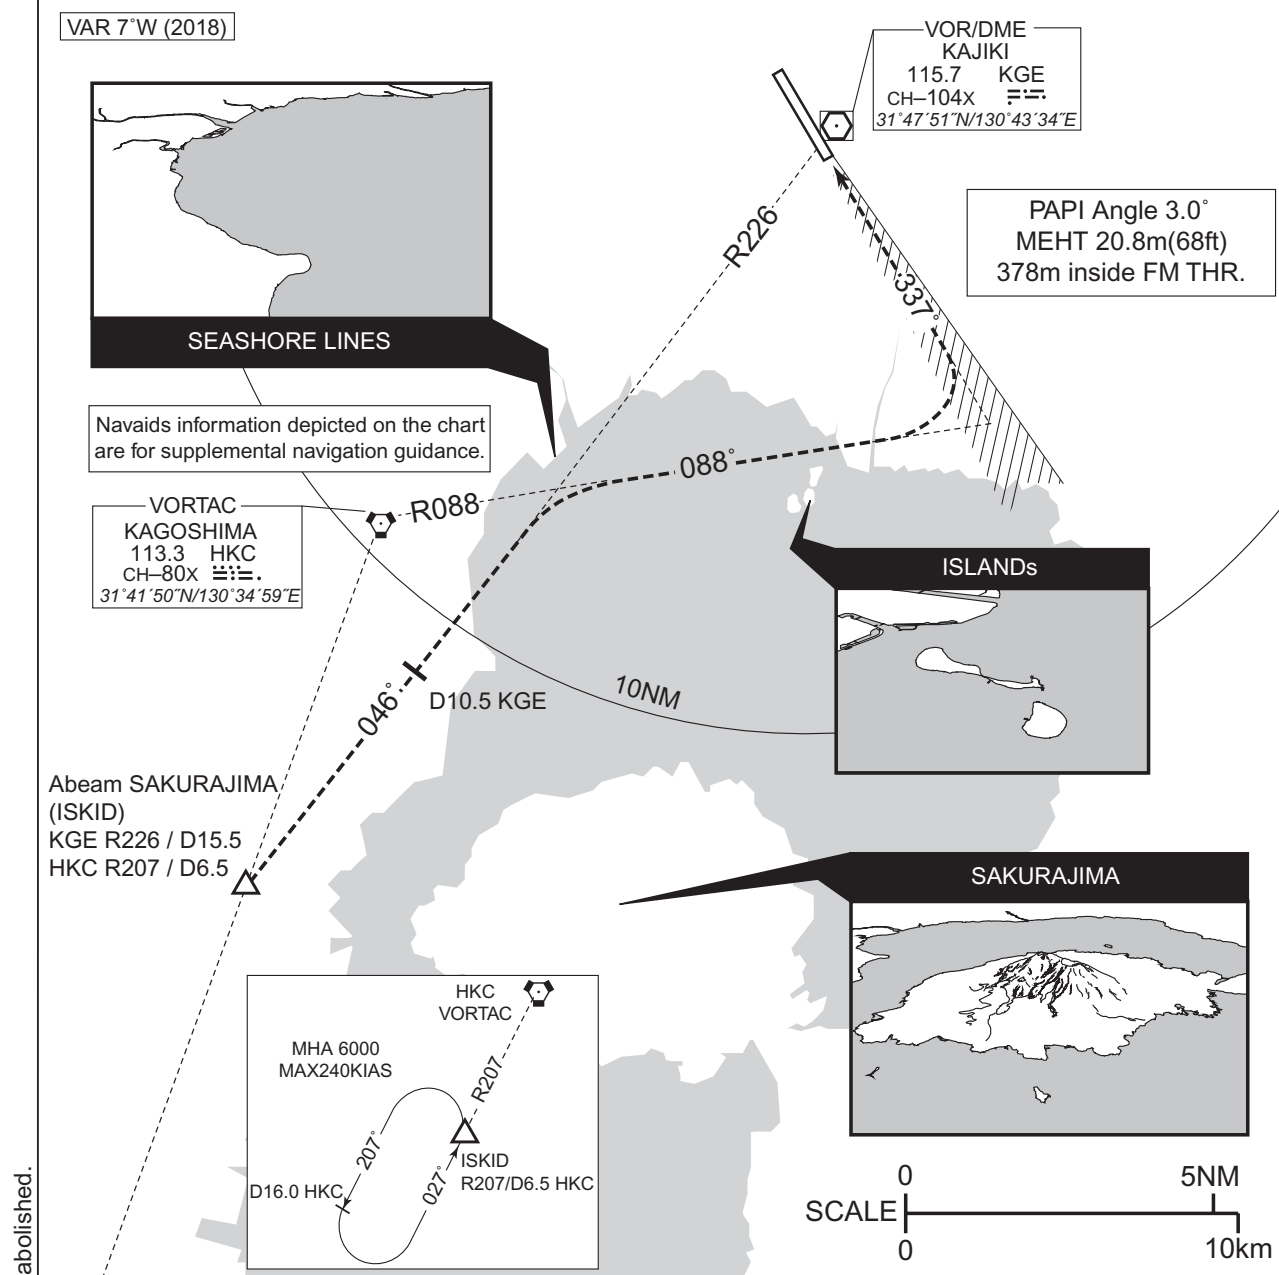 VAR 7˚W (2018)
VOR/DME
KAJIKI
115.7 KGE
CH–104X
31˚47´51˝N/130˚43´34˝E
PAPI Angle 3.0˚
MEHT 20.8m(68ft)
378m inside FM THR.
R226
337˚
SEASHORE LINES
Navaids information depicted on the chart
are for supplemental navigation guidance.
088˚
R088
VORTAC
KAGOSHIMA
113.3 HKC
CH–80X
31˚41´50˝N/130˚34´59˝E
ISLANDs
10NM
D10.5 KGE
046˚
Abeam SAKURAJIMA
(ISKID)
KGE R226 / D15.5
HKC R207 / D6.5
SAKURAJIMA
HKC
VORTAC
MHA 6000
MAX240KIAS
R207
207˚
027˚
ISKID
R207/D6.5 HKC
D16.0 HKC
0 5NM
SCALE
0 10km
abolished.